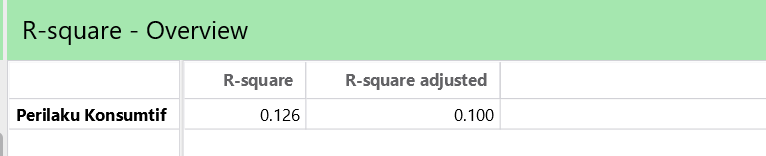 R-square - Overview
R-square R-square adjusted
Perilaku Konsumtif 0.126 0.100